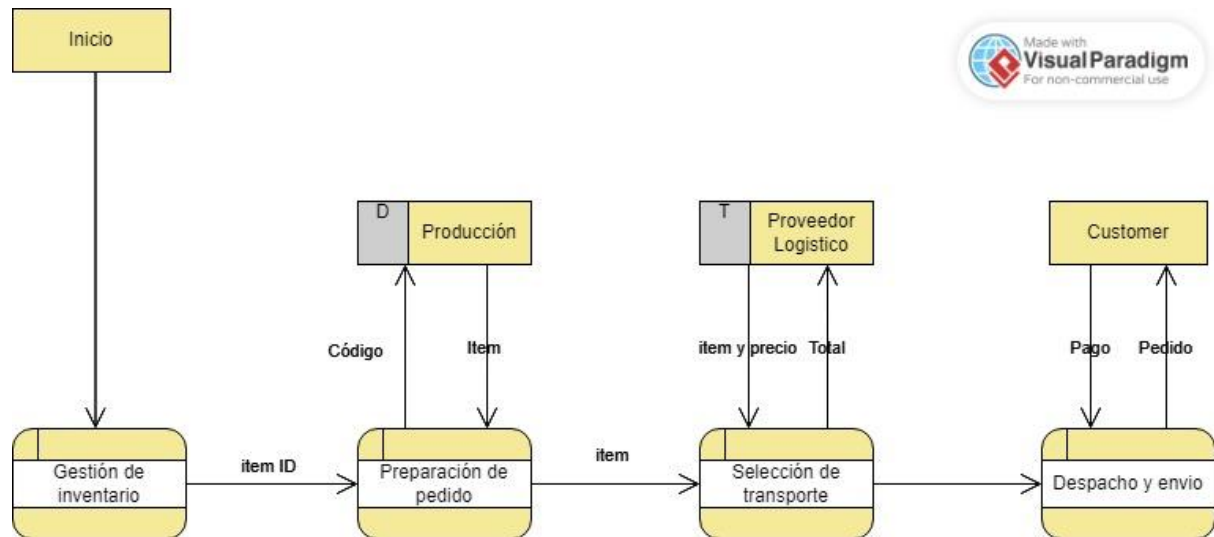 Inicio
Made with
Visual Paradigm
For non-commercial use
D
Producción
T
Proveedor
Logistico
Customer
Código
Item
item y precio
Total
Pago
Pedido
Gestión de
inventario
item ID
Preparación de
pedido
item
Selección de
transporte
Despacho y envio